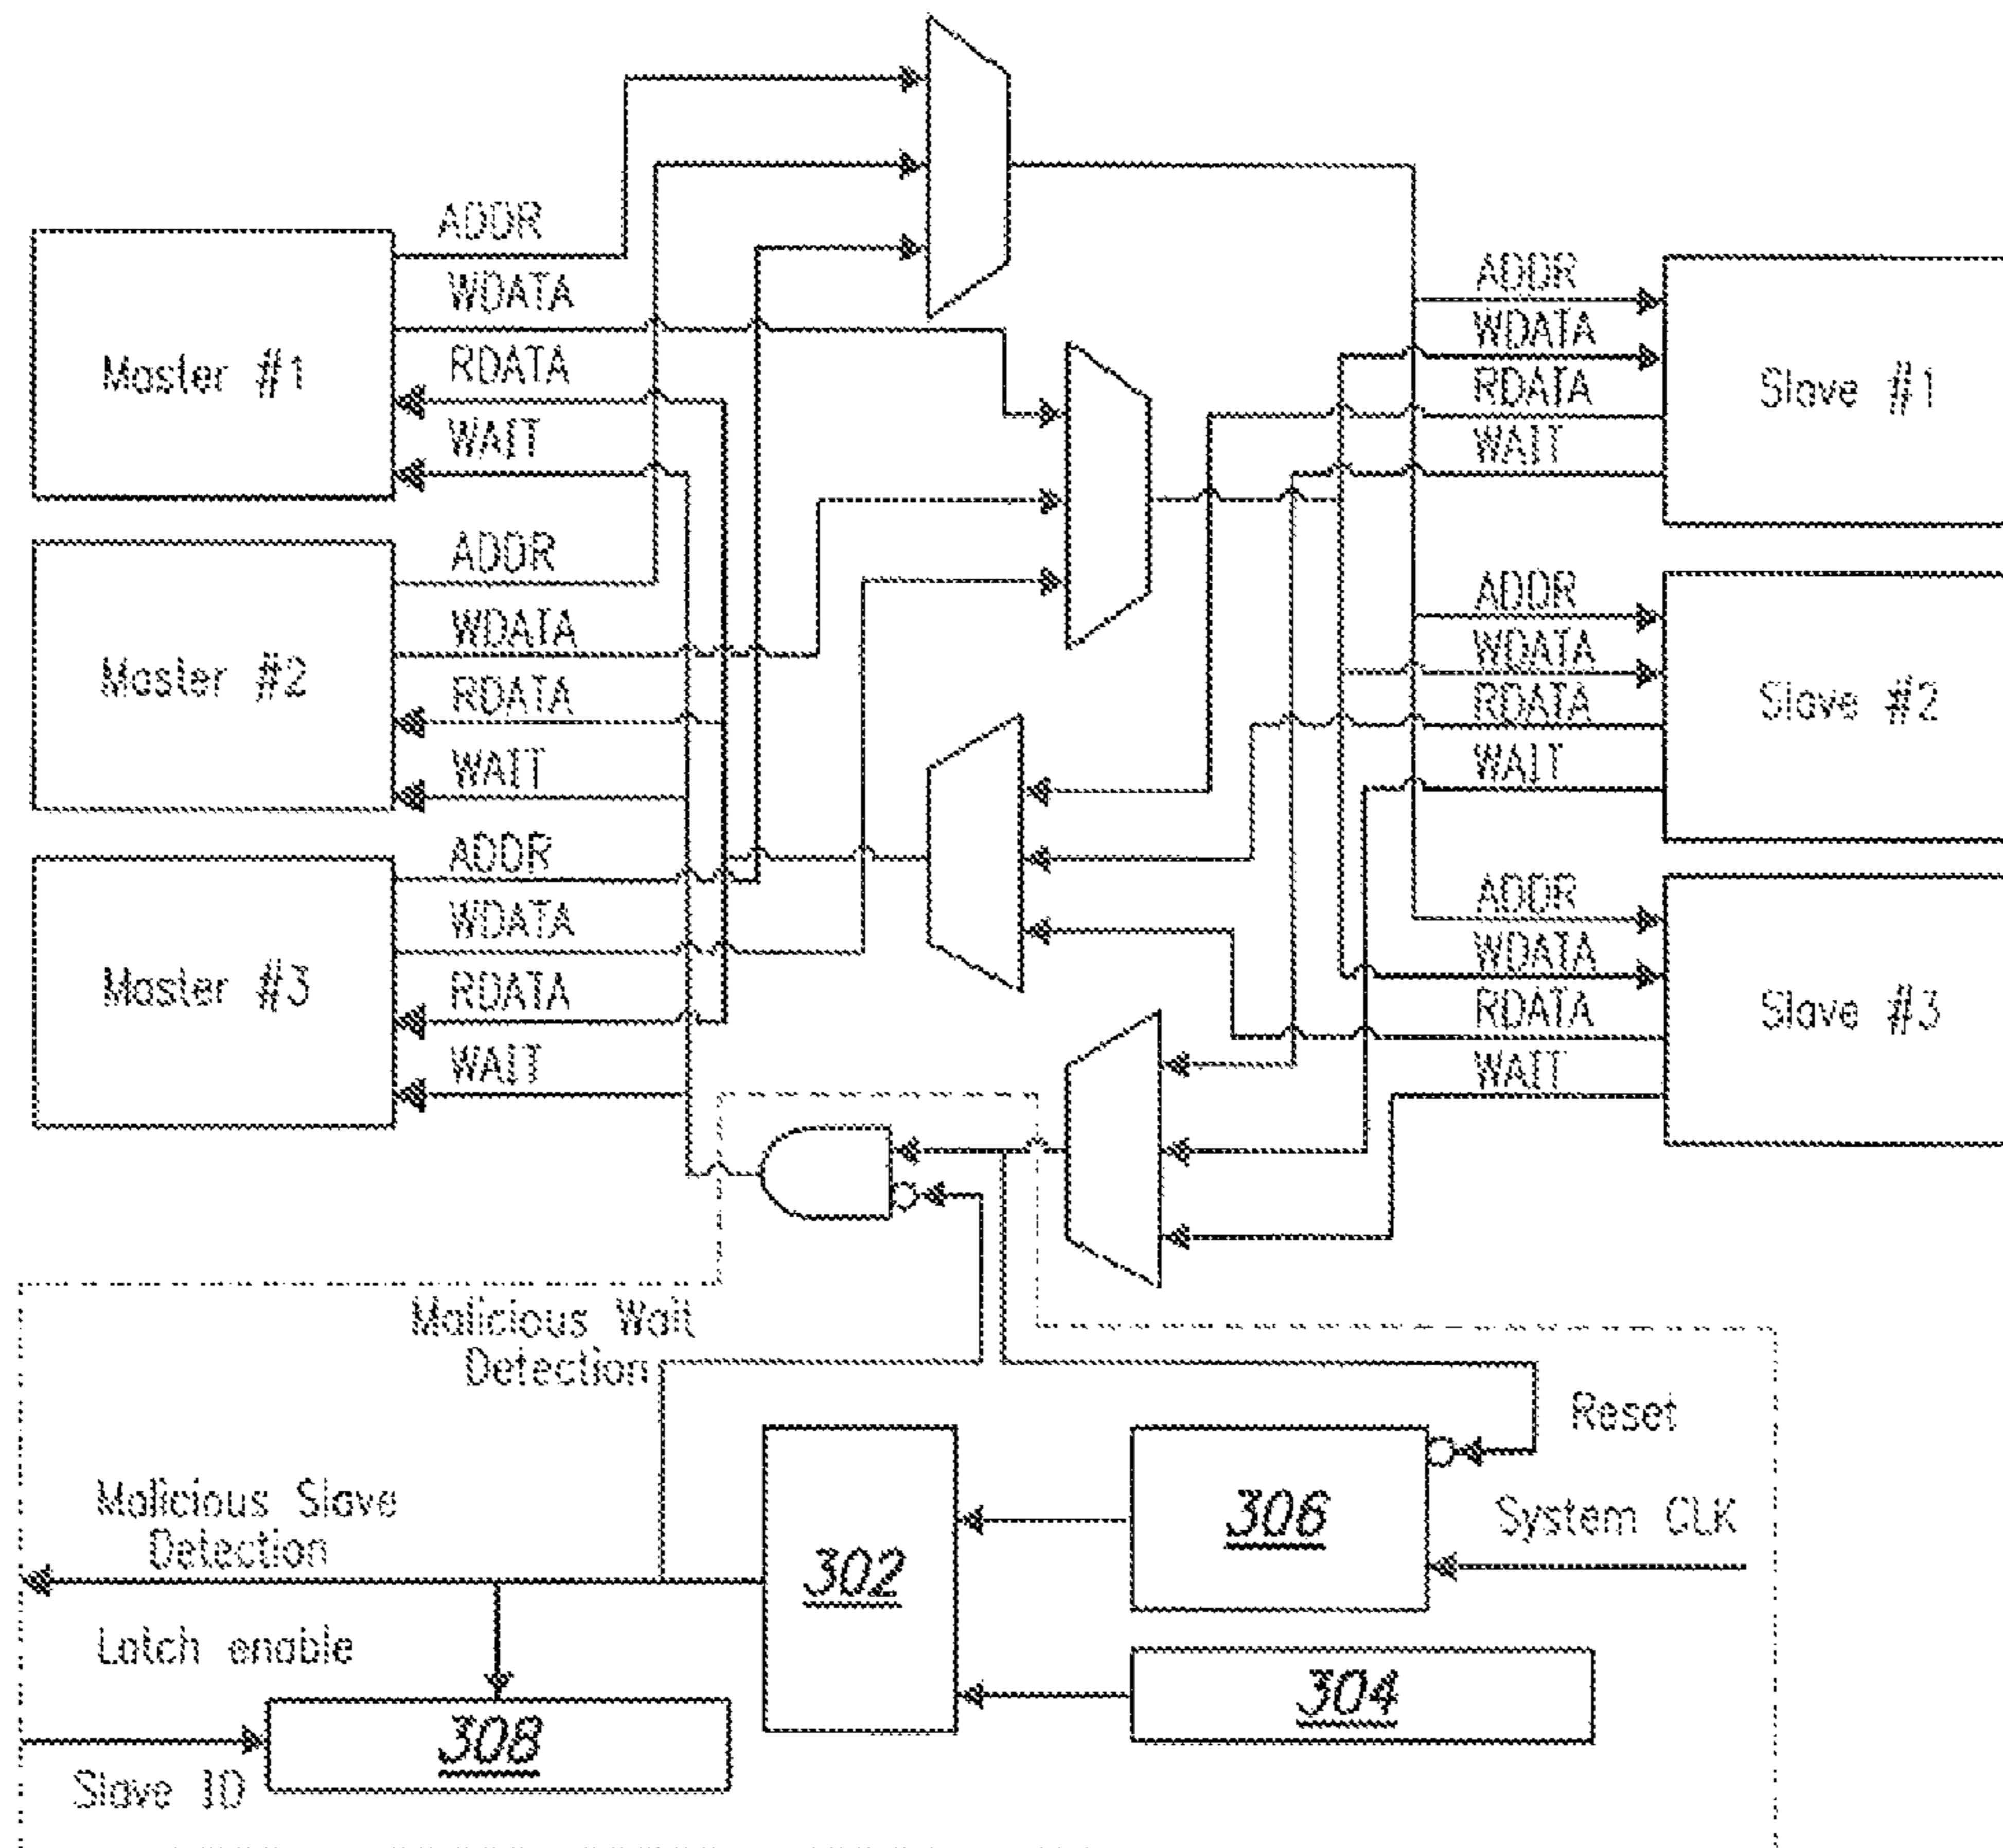 ADDR
WDATA
Master #1
RDATA
WAIT
ADDR
WDATA
Master #2
RDATA
WAIT
ADDR
WDATA
Master #3
RDATA
WAIT
ADDR
WDATA
RDATA
Slave #1
WAIT
ADDR
WDATA
RDATA
Slave #2
WAIT
ADDR
WDATA
RDATA
Slave #3
WAIT
Malicious Wait
Detection
Reset
System CLK
306
302
304
Malicious Slave
Detection
Latch enable
308
Slave ID